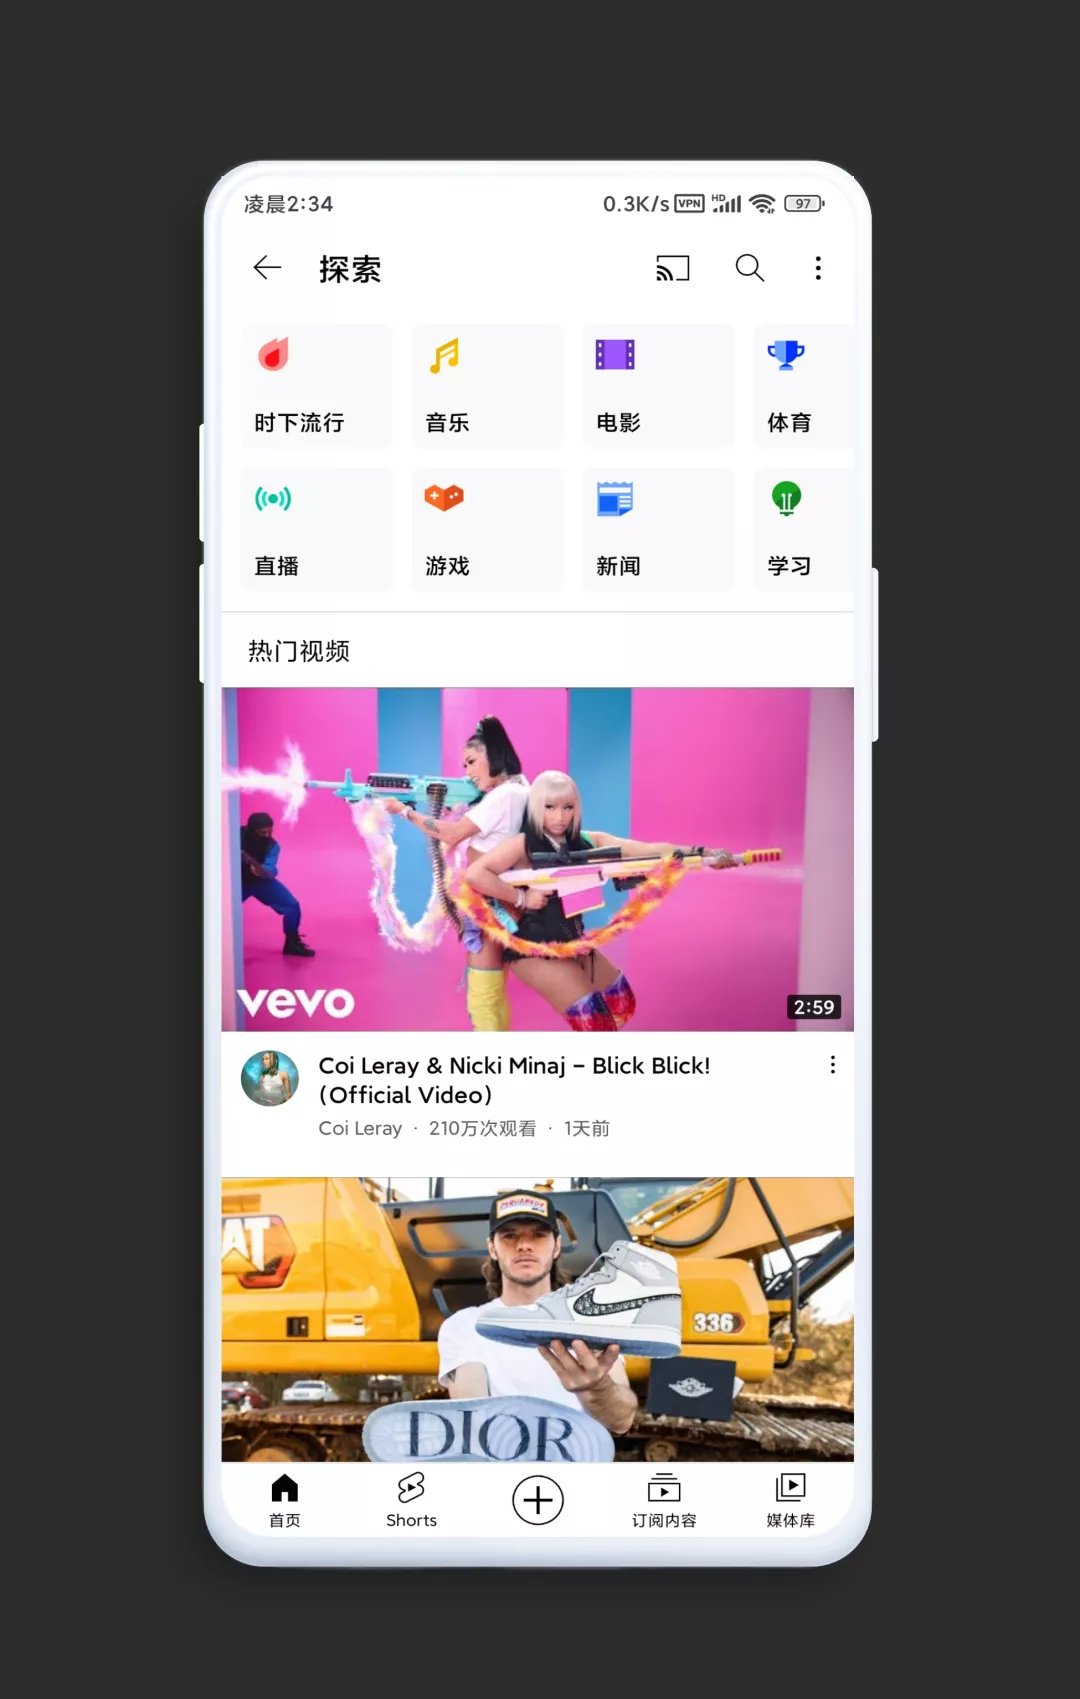 凌晨2:34
0.3K/s VPN HD 97
探索
时下流行 音乐 电影 体育
直播 游戏 新闻 学习
热门视频
vevo
2:59
Coi Leray & Nicki Minaj – Blick Blick!
(Official Video)
Coi Leray · 210万次观看 · 1天前
AT
336
DIOR
首页 Shorts 订阅内容 媒体库